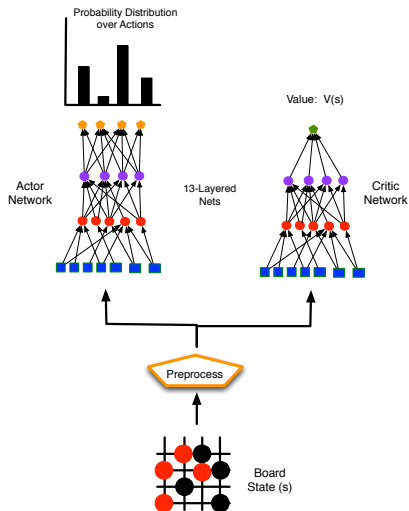 Probability Distribution
over Actions
Value: V(s)
Actor
Network
13-Layered
Nets
Critic
Network
Preprocess
Board
State (s)